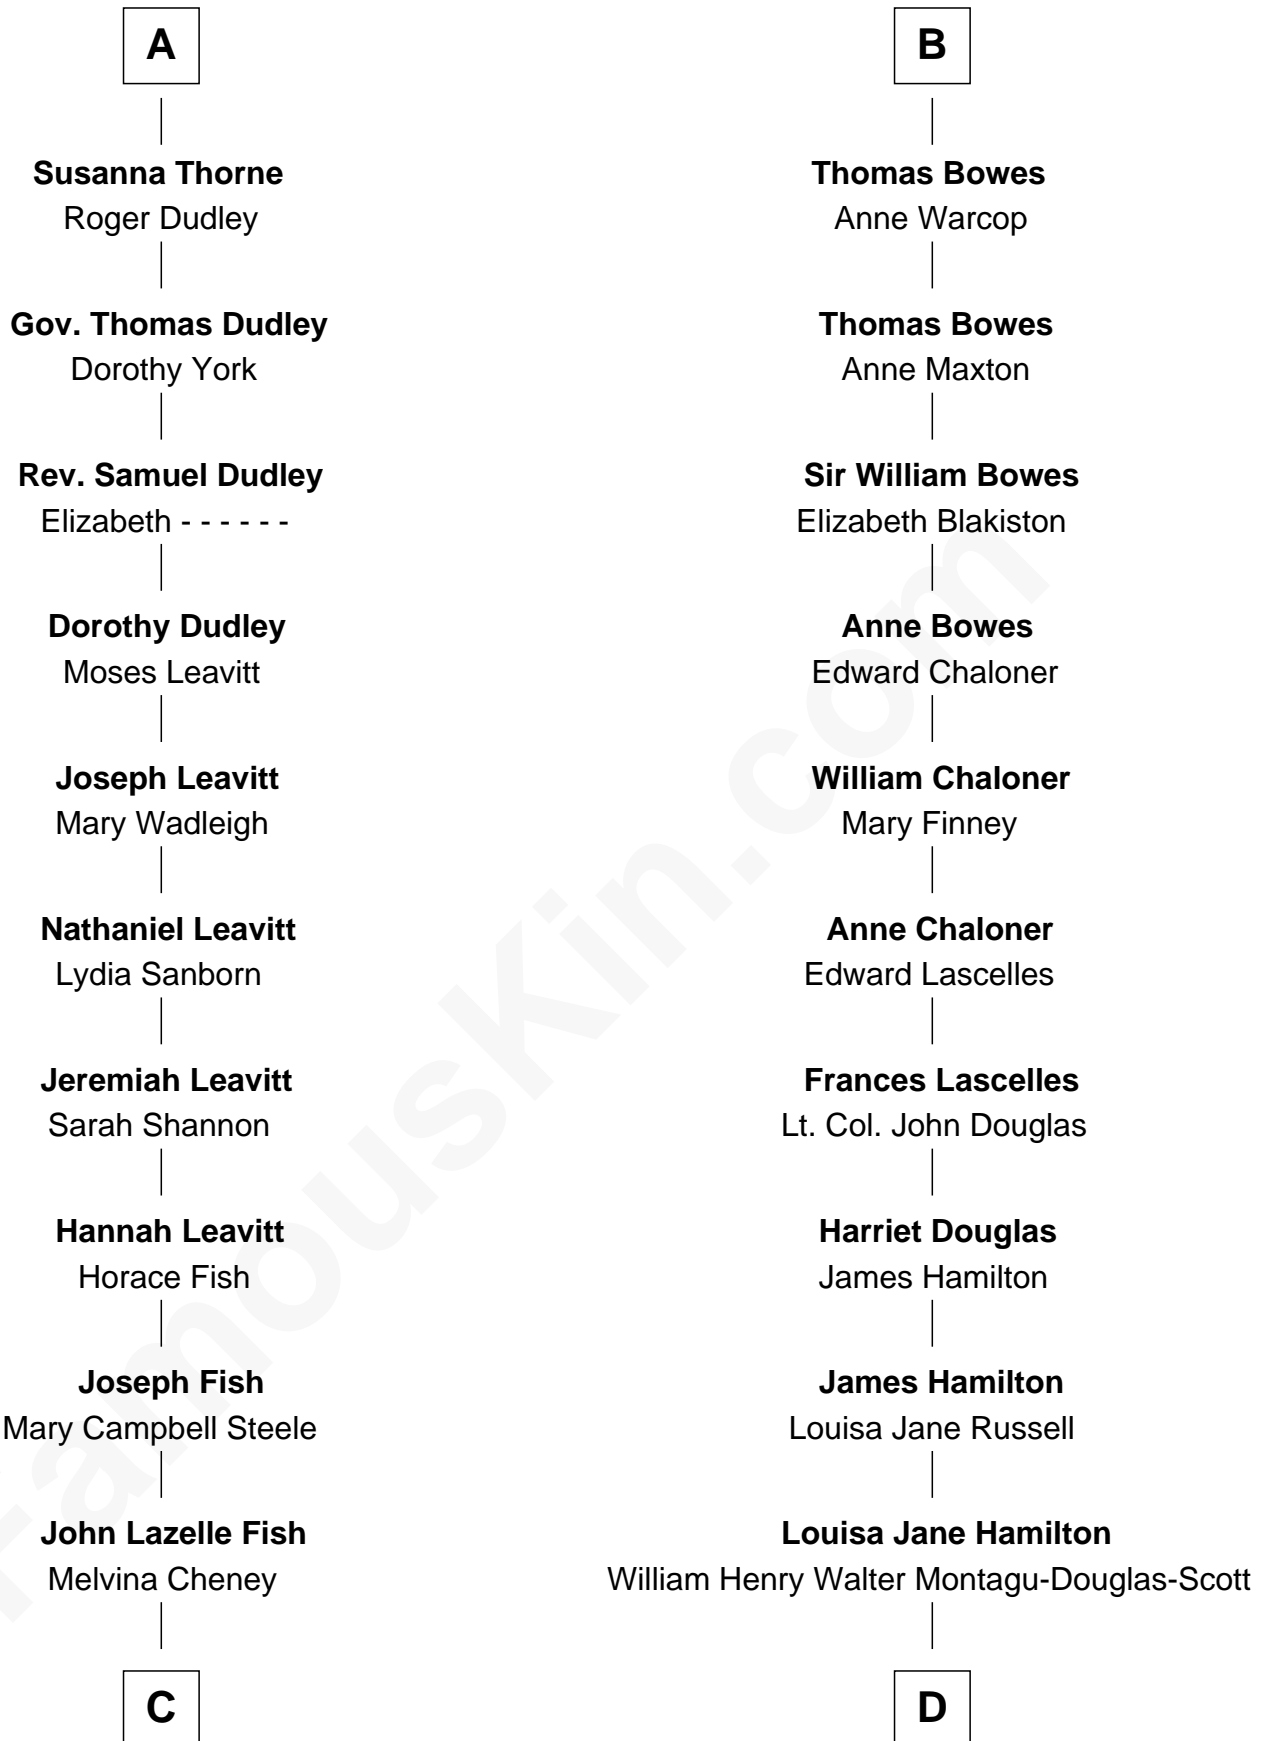 A
B
Susanna Thorne
Roger Dudley
Thomas Bowes
Anne Warcop
Gov. Thomas Dudley
Dorothy York
Thomas Bowes
Anne Maxton
Rev. Samuel Dudley
Elizabeth - - - - - -
Sir William Bowes
Elizabeth Blakiston
Dorothy Dudley
Moses Leavitt
Anne Bowes
Edward Chaloner
Joseph Leavitt
Mary Wadleigh
William Chaloner
Mary Finney
Nathaniel Leavitt
Lydia Sanborn
Anne Chaloner
Edward Lascelles
Jeremiah Leavitt
Sarah Shannon
Frances Lascelles
Lt. Col. John Douglas
Hannah Leavitt
Horace Fish
Harriet Douglas
James Hamilton
Joseph Fish
Mary Campbell Steele
James Hamilton
Louisa Jane Russell
John Lazelle Fish
Melvina Cheney
Louisa Jane Hamilton
William Henry Walter Montagu-Douglas-Scott
C
D
FamousKin.com